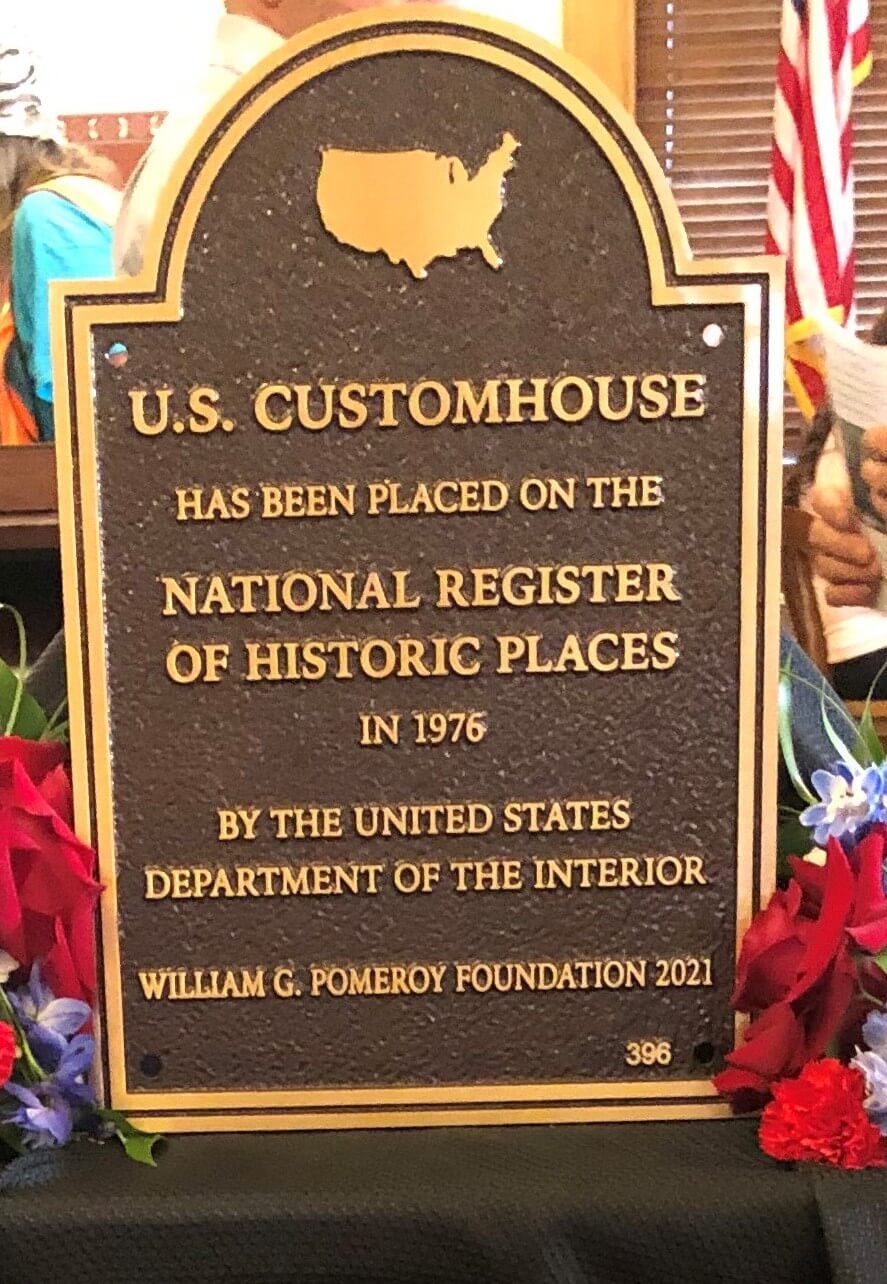 U.S. CUSTOMHOUSE
HAS BEEN PLACED ON THE
NATIONAL REGISTER
OF HISTORIC PLACES
IN 1976
BY THE UNITED STATES
DEPARTMENT OF THE INTERIOR
WILLIAM G. POMEROY FOUNDATION 2021
396